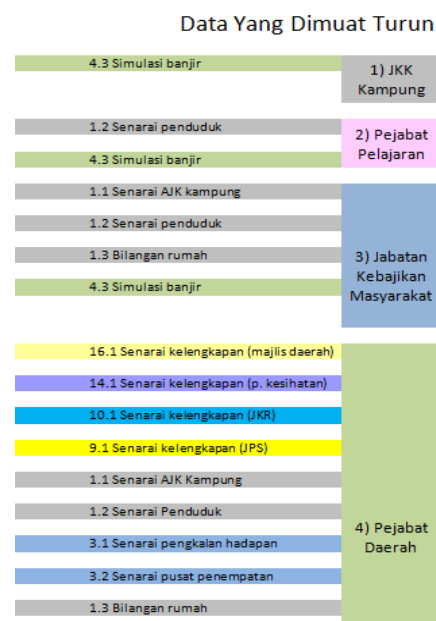 Data Yang Dimuat Turun
4.3 Simulasi banjir
1) JKK
Kampung
1.2 Senarai penduduk
4.3 Simulasi banjir
2) Pejabat
Pelajaran
1.1 Senarai AJK kampung
1.2 Senarai penduduk
1.3 Bilangan rumah
4.3 Simulasi banjir
3) Jabatan
Kebajikan
Masyarakat
16.1 Senarai kelengkapan (majlis daerah)
14.1 Senarai kelengkapan (p. kesihatan)
10.1 Senarai kelengkapan (JKR)
9.1 Senarai kelengkapan (JPS)
1.1 Senarai AJK Kampung
1.2 Senarai Penduduk
3.1 Senarai pengkalan hadapan
3.2 Senarai pusat penempatan
1.3 Bilangan rumah
4) Pejabat
Daerah